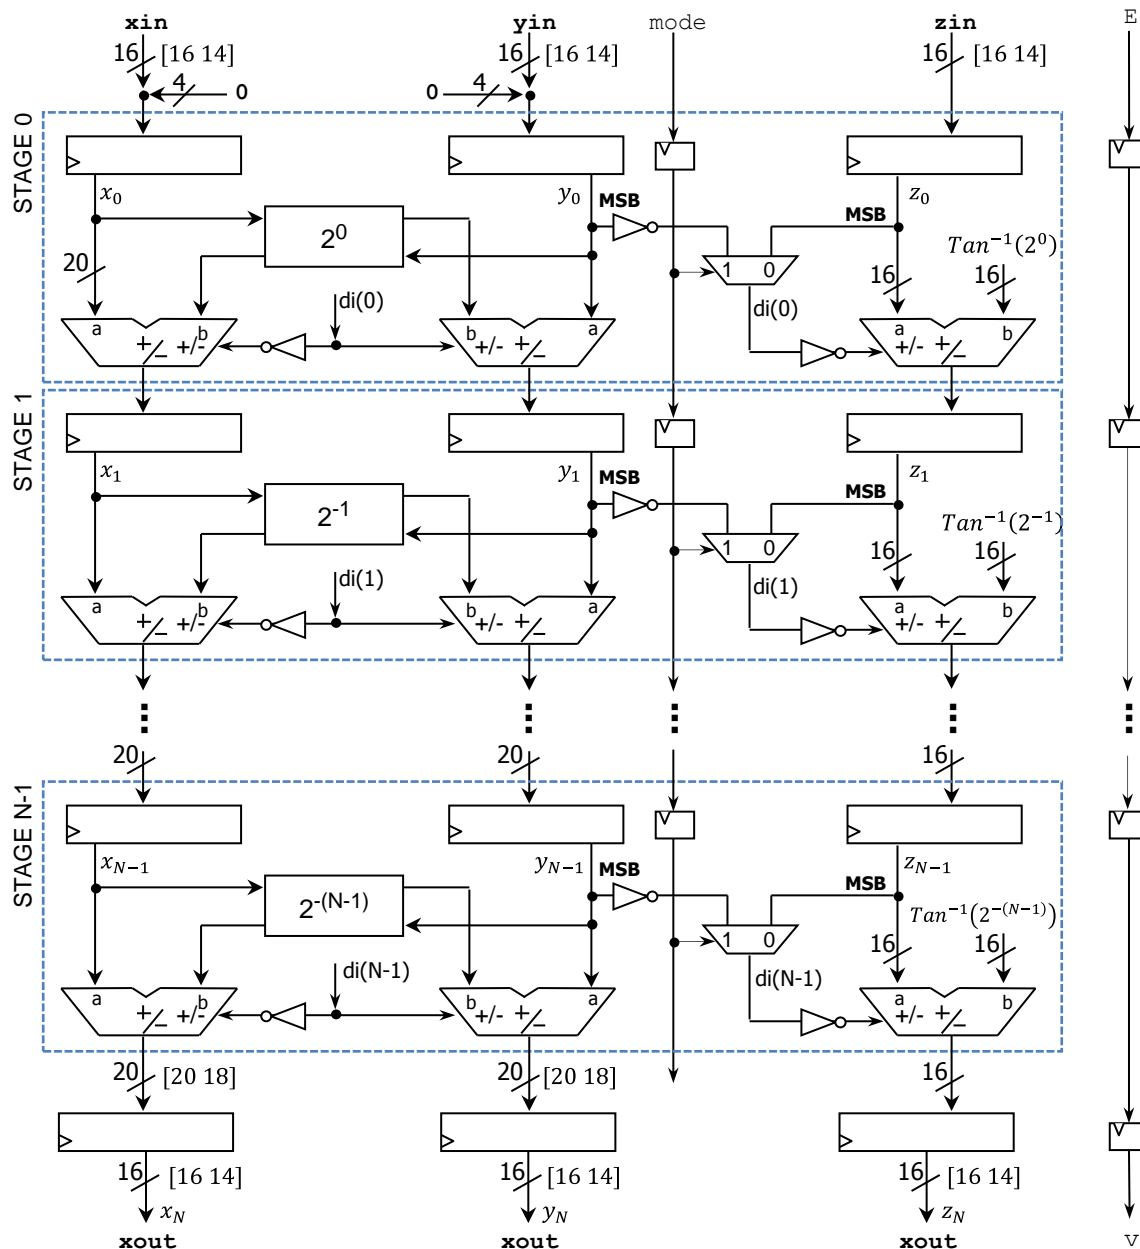 xin yin mode zin E
16 [16 14] 16 [16 14] 16 [16 14]
4 0 0 4
STAGE 0
x0 y0 MSB MSB z0
2^0 Tan^−1(2^0)
20 1 0 16 16
di(0) di(0)
a +/- +/- b b +/- +/- a a +/- +/- b
STAGE 1
x1 y1 MSB MSB z1
2^-1 Tan^−1(2^−1)
1 0 16 16
di(1) di(1)
a +/- +/- b b +/- +/- a a +/- +/- b
20 20 16
STAGE N-1
xN−1 yN−1 MSB MSB zN−1
2^-(N-1) Tan^−1(2^−(N−1))
1 0 16 16
di(N-1) di(N-1)
a +/- +/- b b +/- +/- a a +/- +/- b
20 [20 18] 20 [20 18] 16
16 [16 14] 16 [16 14] 16 [16 14]
xN yN zN
xout xout xout V